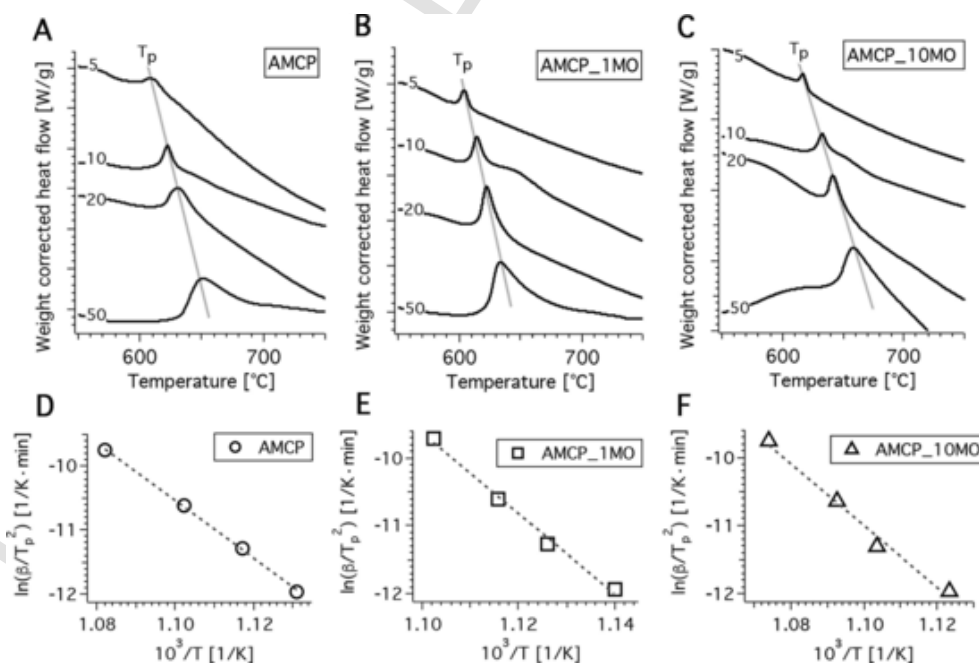 A
B
C
Tp
AMCP
Tp
AMCP_1MO
Tp
AMCP_10MO
Weight corrected heat flow [W/g]
-5
-10
-20
-50
600
700
Temperature [°C]
Weight corrected heat flow [W/g]
-5
-10
-20
-50
600
700
Temperature [°C]
Weight corrected heat flow [W/g]
-5
.10
-20
-50
600
700
Temperature [°C]
D
E
F
AMCP
AMCP_1MO
AMCP_10MO
ln(β/Tp²) [1/K·min]
-10
-11
-12
1.08
1.10
1.12
10³/T [1/K]
ln(β/Tp²) [1/K·min]
-10
-11
-12
1.10
1.12
1.14
10³/T [1/K]
ln(β/Tp²) [1/K·min]
-10
-11
-12
1.08
1.10
1.12
10³/T [1/K]